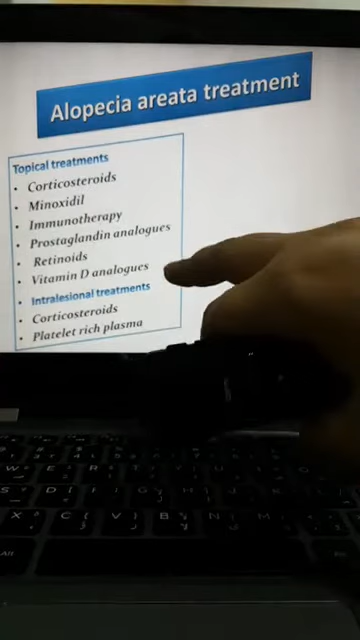 Alopecia areata treatment
Topical treatments
• Corticosteroids
• Minoxidil
• Immunotherapy
• Prostaglandin analogues
• Retinoids
• Vitamin D analogues
• Intralesional treatments
• Corticosteroids
• Platelet rich plasma
W E R T Y
S D F G H J K L
X C V B N M
Alt